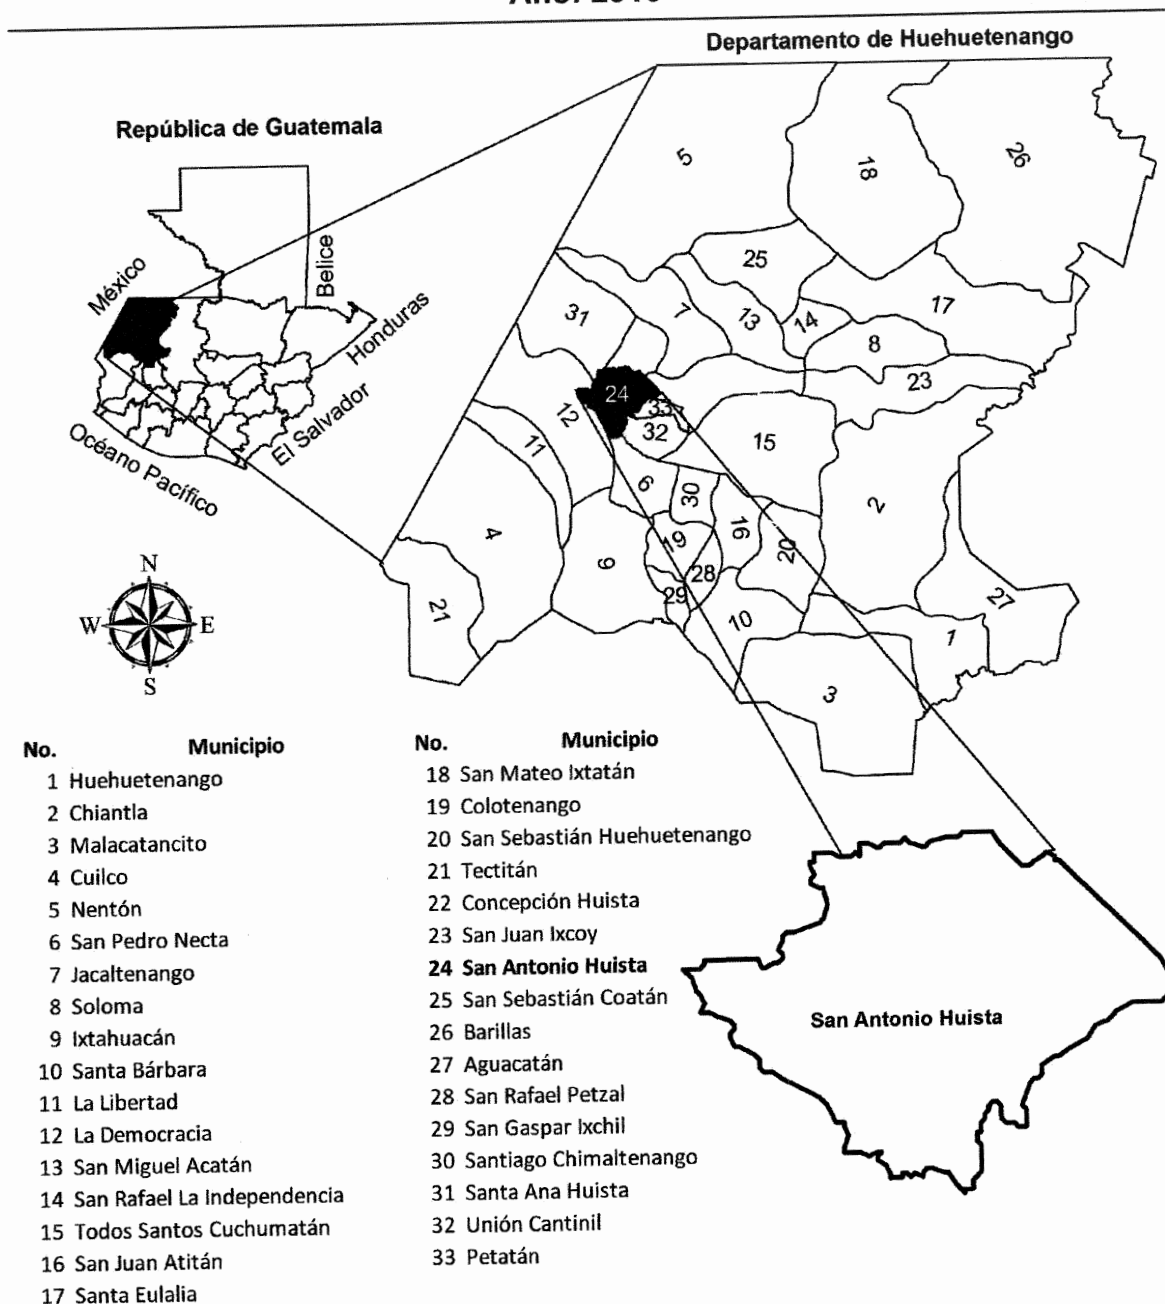 Departamento de Huehuetenango
República de Guatemala
México
Belice
Honduras
El Salvador
Océano Pacífico
N
W E
S
5
18
26
25
17
31
7
13
14
8
23
24
33
32
12
11
15
6
30
2
4
9
19
16
20
28
29
21
10
27
1
3
No. Municipio
1 Huehuetenango
2 Chiantla
3 Malacatancito
4 Cuilco
5 Nentón
6 San Pedro Necta
7 Jacaltenango
8 Soloma
9 Ixtahuacán
10 Santa Bárbara
11 La Libertad
12 La Democracia
13 San Miguel Acatán
14 San Rafael La Independencia
15 Todos Santos Cuchumatán
16 San Juan Atitán
17 Santa Eulalia
No. Municipio
18 San Mateo Ixtatán
19 Colotenango
20 San Sebastián Huehuetenango
21 Tectitán
22 Concepción Huista
23 San Juan Ixcoy
24 San Antonio Huista
25 San Sebastián Coatán
26 Barillas
27 Aguacatán
28 San Rafael Petzal
29 San Gaspar Ixchil
30 Santiago Chimaltenango
31 Santa Ana Huista
32 Unión Cantinil
33 Petatán
San Antonio Huista